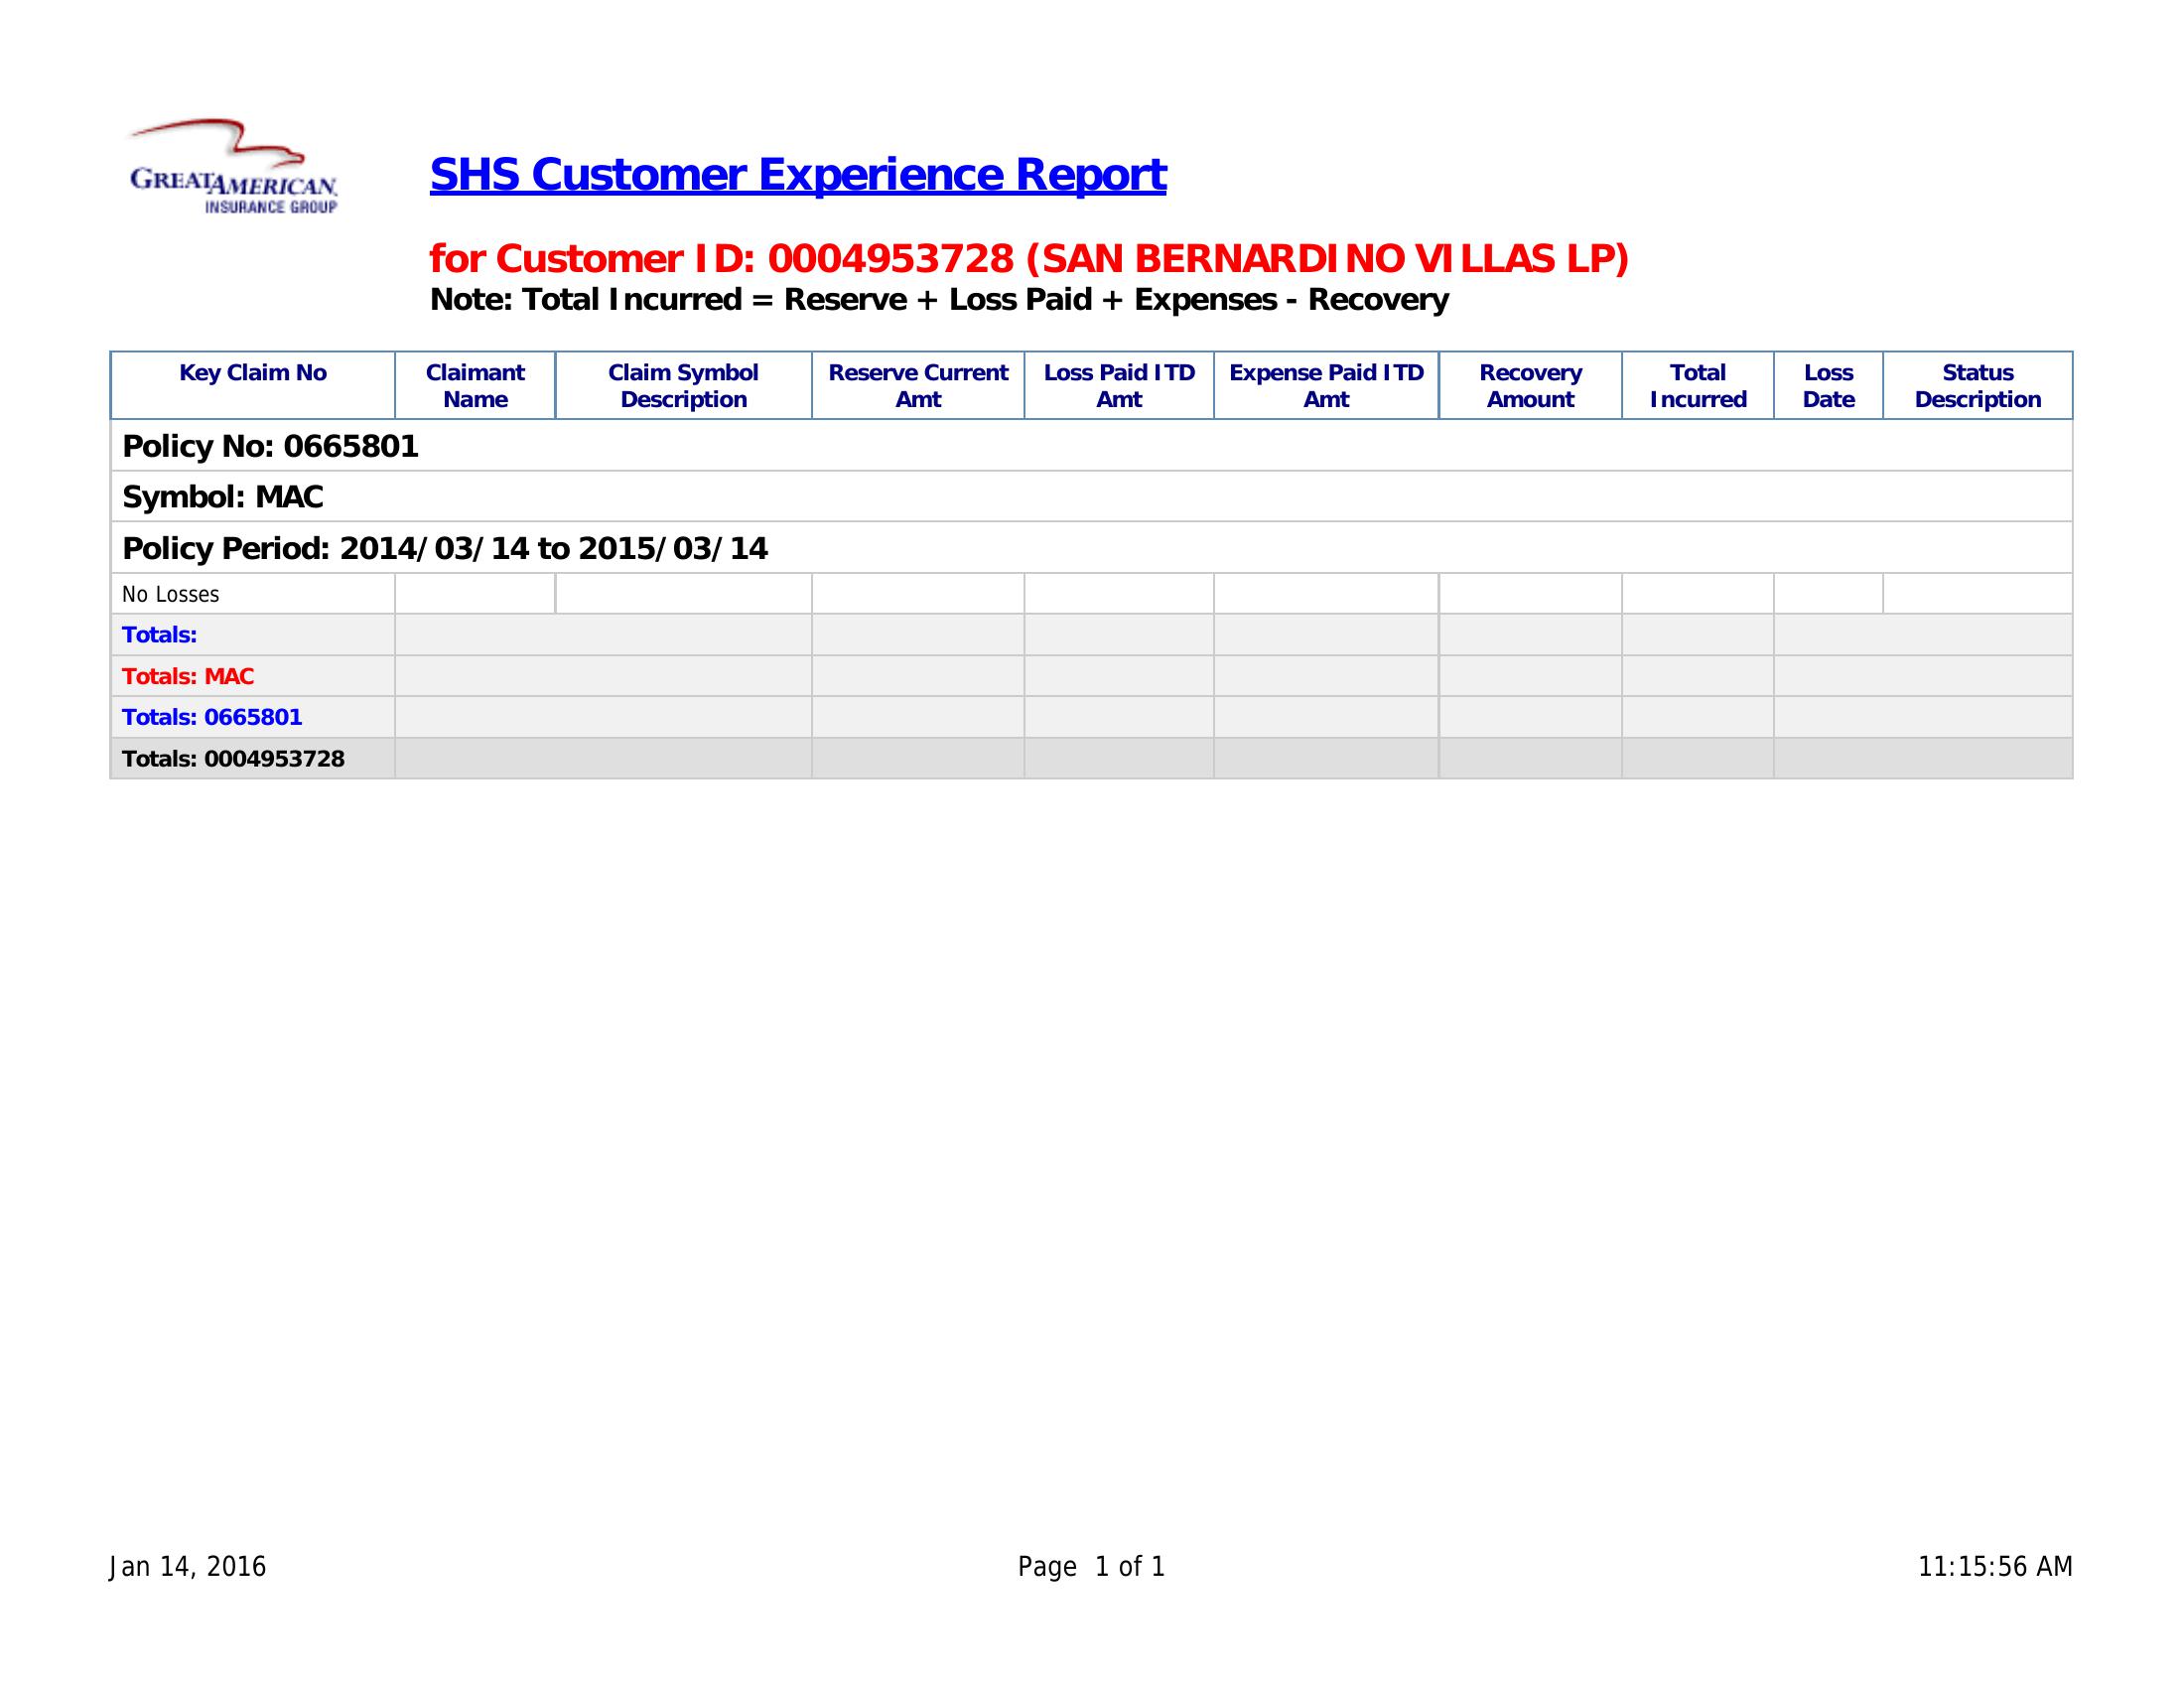 GREATAMERICAN
INSURANCE GROUP
SHS Customer Experience Report
for Customer ID: 0004953728 (SAN BERNARDINO VILLAS LP)
Note: Total Incurred = Reserve + Loss Paid + Expenses - Recovery
Key Claim No Claimant Name Claim Symbol Description Reserve Current Amt Loss Paid ITD Amt Expense Paid ITD Amt Recovery Amount Total Incurred Loss Date Status Description
Policy No: 0665801
Symbol: MAC
Policy Period: 2014/03/14 to 2015/03/14
No Losses
Totals:
Totals: MAC
Totals: 0665801
Totals: 0004953728
Jan 14, 2016 Page 1 of 1 11:15:56 AM